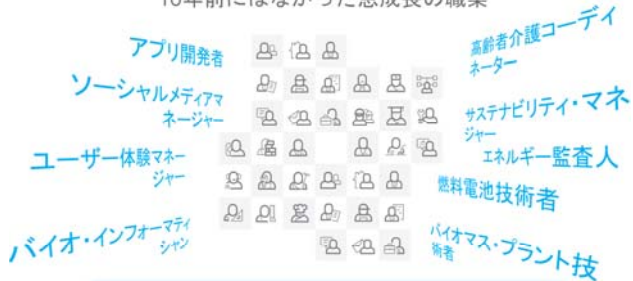 10年前にはなかった急成長の職業
アプリ開発者
ソーシャルメディアマ
ネージャー
ユーザー体験マネー
ジャー
バイオ・インフォーマティ
シャン
高齢者介護コーディ
ネーター
サステナビリティ・マネ
ジャー
エネルギー監査人
燃料電池技術者
バイオマス・プラント技
術者